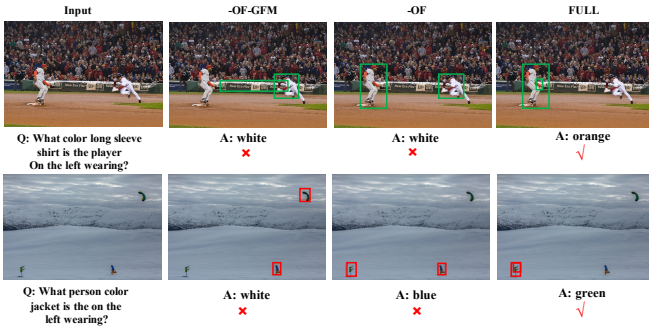 Input -OF-GFM -OF FULL
Q: What color long sleeve
shirt is the player
On the left wearing?
A: white A: white A: orange
× × √
Q: What person color
jacket is the on the
left wearing?
A: white A: blue A: green
× × √